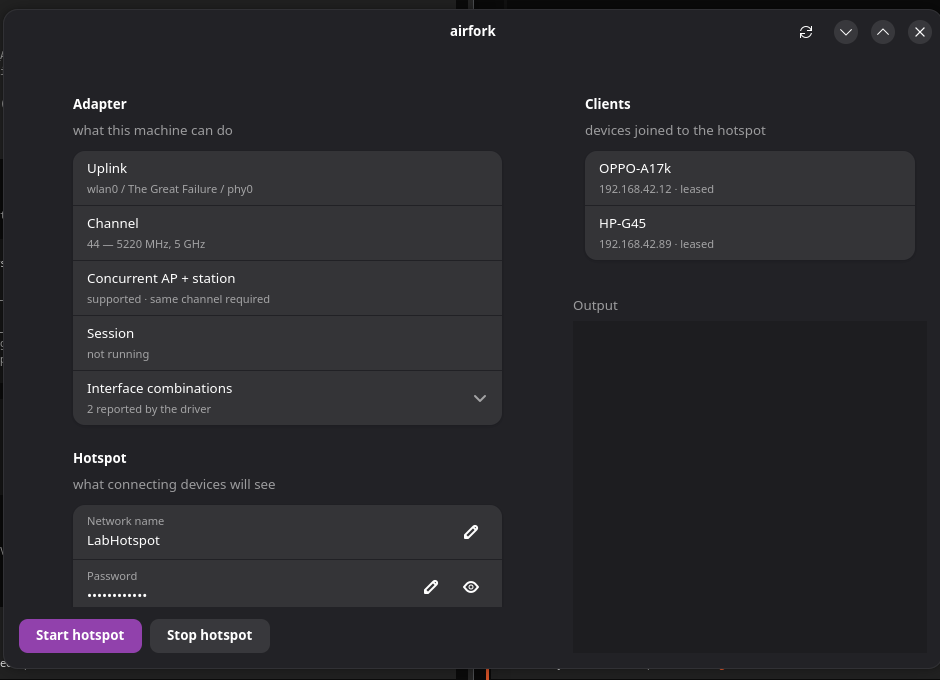 airfork
Adapter
what this machine can do
Uplink
wlan0 / The Great Failure / phy0
Channel
44 — 5220 MHz, 5 GHz
Concurrent AP + station
supported · same channel required
Session
not running
Interface combinations
2 reported by the driver
Hotspot
what connecting devices will see
Network name
LabHotspot
Password
••••••••••••
Start hotspot
Stop hotspot
Clients
devices joined to the hotspot
OPPO-A17k
192.168.42.12 · leased
HP-G45
192.168.42.89 · leased
Output